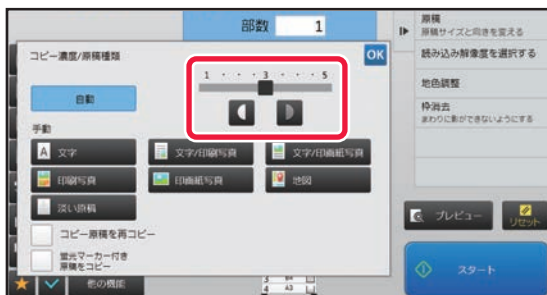 部数 1
原稿
原稿サイズと向きを変える
読み込み解像度を選択する
地色調整
枠消去
まわりに影ができないようにする
コピー濃度/原稿種類
OK
1 ・ ・ ・ 3 ・ ・ ・ 5
自動
手動
A 文字
文字/印刷写真
文字/印画紙写真
印刷写真
印画紙写真
地図
淡い原稿
コピー原稿を再コピー
蛍光マーカー付き
原稿をコピー
プレビュー
リセット
スタート
他の機能
3
4 A3